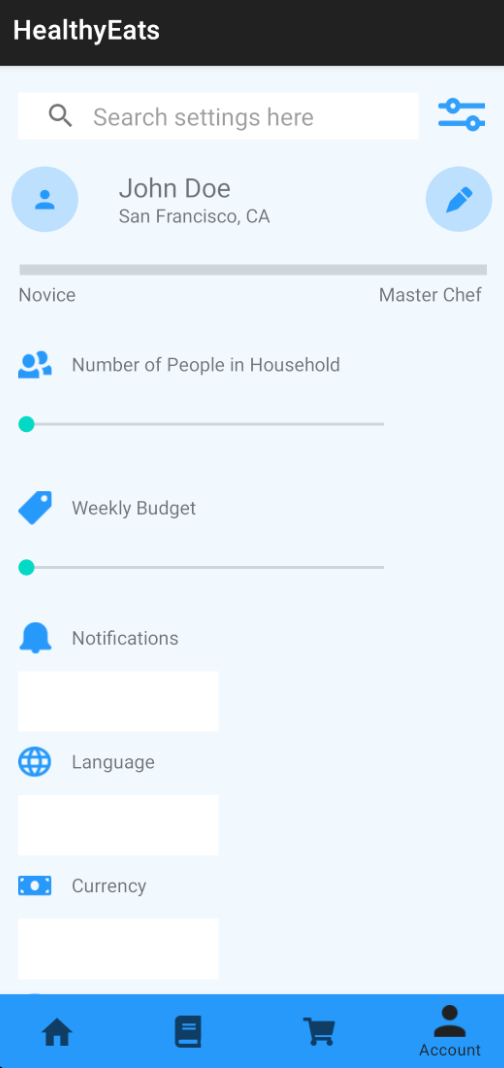 HealthyEats
Search settings here
John Doe
San Francisco, CA
Novice
Master Chef
Number of People in Household
Weekly Budget
Notifications
Language
Currency
Account